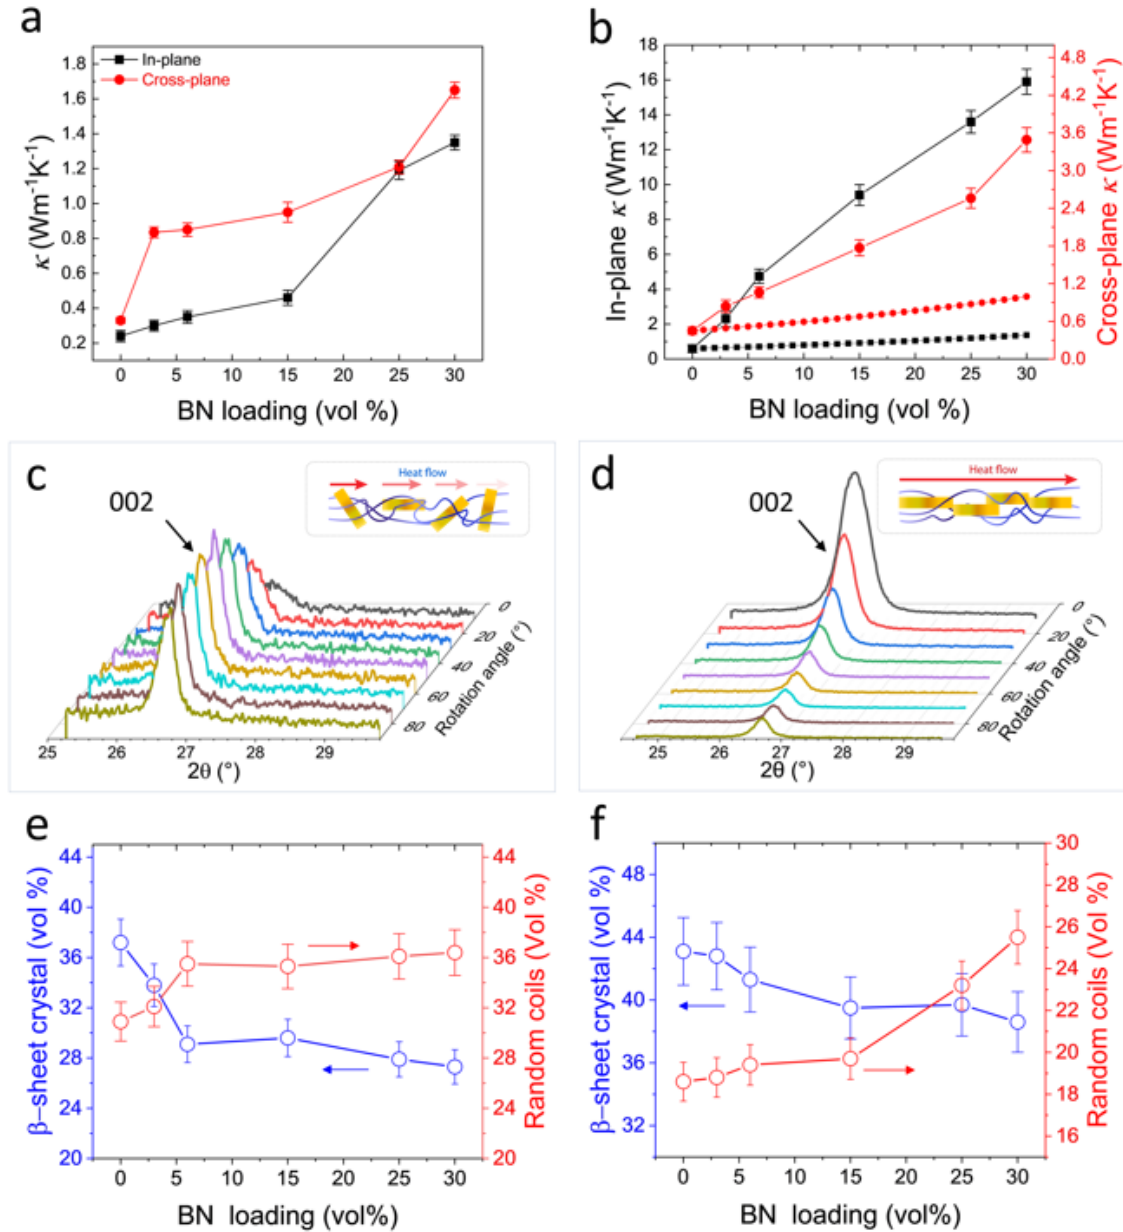 a
In-plane
Cross-plane
κ (Wm⁻¹K⁻¹)
1.8
1.6
1.4
1.2
1.0
0.8
0.6
0.4
0.2
0 5 10 15 20 25 30
BN loading (vol %)
b
In-plane κ (Wm⁻¹K⁻¹)
18
16
14
12
10
8
6
4
2
0
4.8
4.2
3.6
3.0
2.4
1.8
1.2
0.6
0.0
Cross-plane κ (Wm⁻¹K⁻¹)
0 5 10 15 20 25 30
BN loading (vol %)
c
Heat flow
002
0
20
40
60
80
Rotation angle (°)
25 26 27 28 29
2θ (°)
d
Heat flow
002
0
20
40
60
80
Rotation angle (°)
25 26 27 28 29
2θ (°)
e
β–sheet crystal (vol %)
44
40
36
32
28
24
20
44
40
36
32
28
24
20
Random coils (Vol %)
0 5 10 15 20 25 30
BN loading (vol%)
f
β–sheet crystal (vol %)
48
44
40
36
32
30
28
26
24
22
20
18
16
Random coils (Vol %)
0 5 10 15 20 25 30
BN loading (vol%)